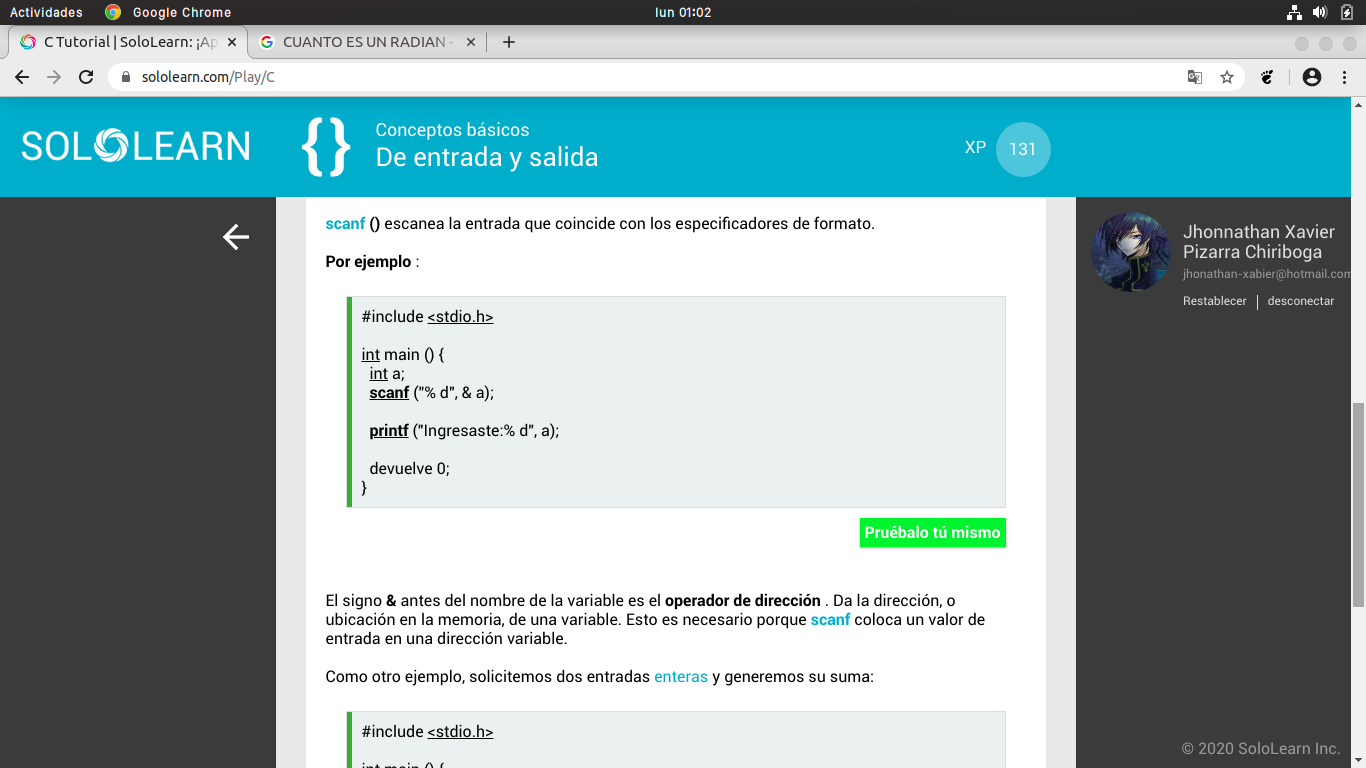 Actividades Google Chrome lun 01:02
C Tutorial | SoloLearn: ¡Ap CUANTO ES UN RADIAN -
sololearn.com/Play/C
SOLOLEARN
{ }
Conceptos básicos
De entrada y salida
XP 131
scanf () escanea la entrada que coincide con los especificadores de formato.
Por ejemplo :
#include <stdio.h>
int main () {
int a;
scanf ("% d", & a);
printf ("Ingresaste:% d", a);
devuelve 0;
}
Pruébalo tú mismo
El signo & antes del nombre de la variable es el operador de dirección . Da la dirección, o
ubicación en la memoria, de una variable. Esto es necesario porque scanf coloca un valor de
entrada en una dirección variable.
Como otro ejemplo, solicitemos dos entradas enteras y generemos su suma:
#include <stdio.h>
int main () {
Jhonnathan Xavier
Pizarra Chiriboga
jhonathan-xabier@hotmail.com
Restablecer | desconectar
© 2020 SoloLearn Inc.